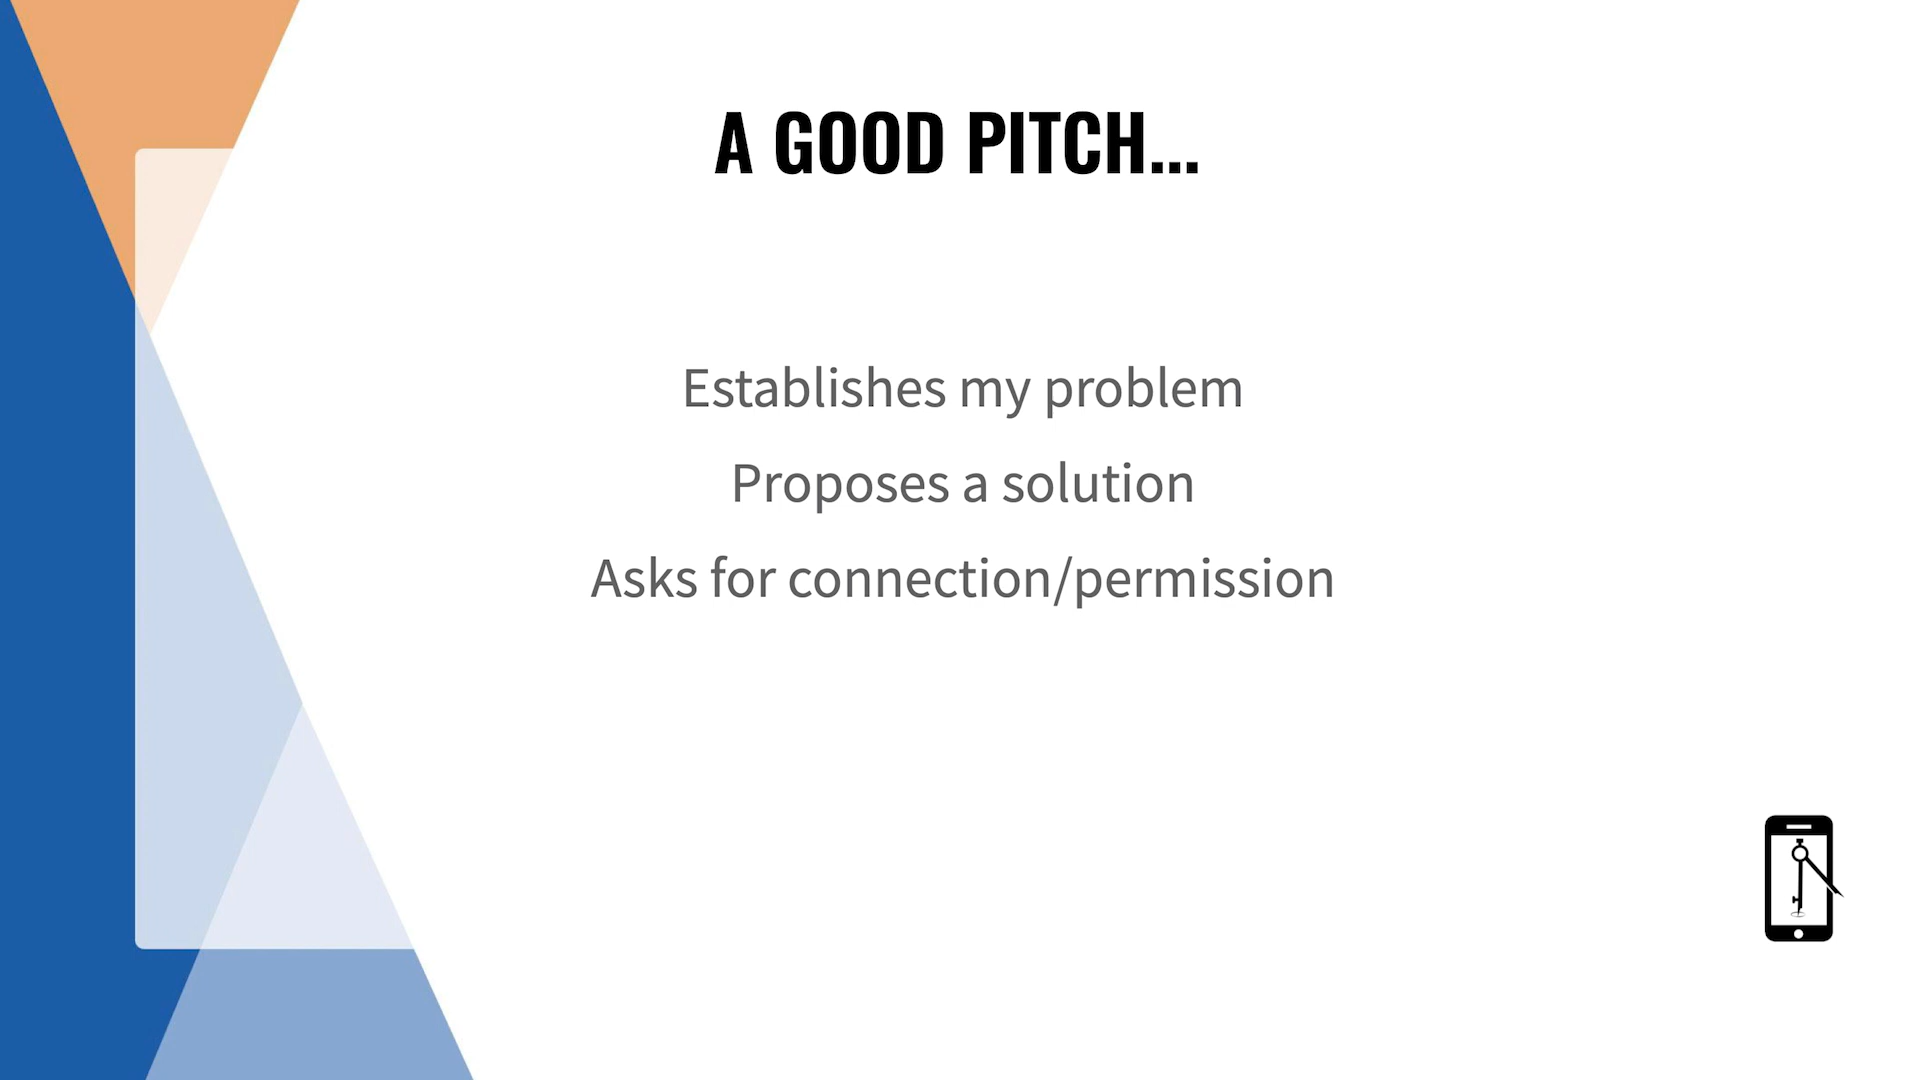 A GOOD PITCH...
Establishes my problem
Proposes a solution
Asks for connection/permission